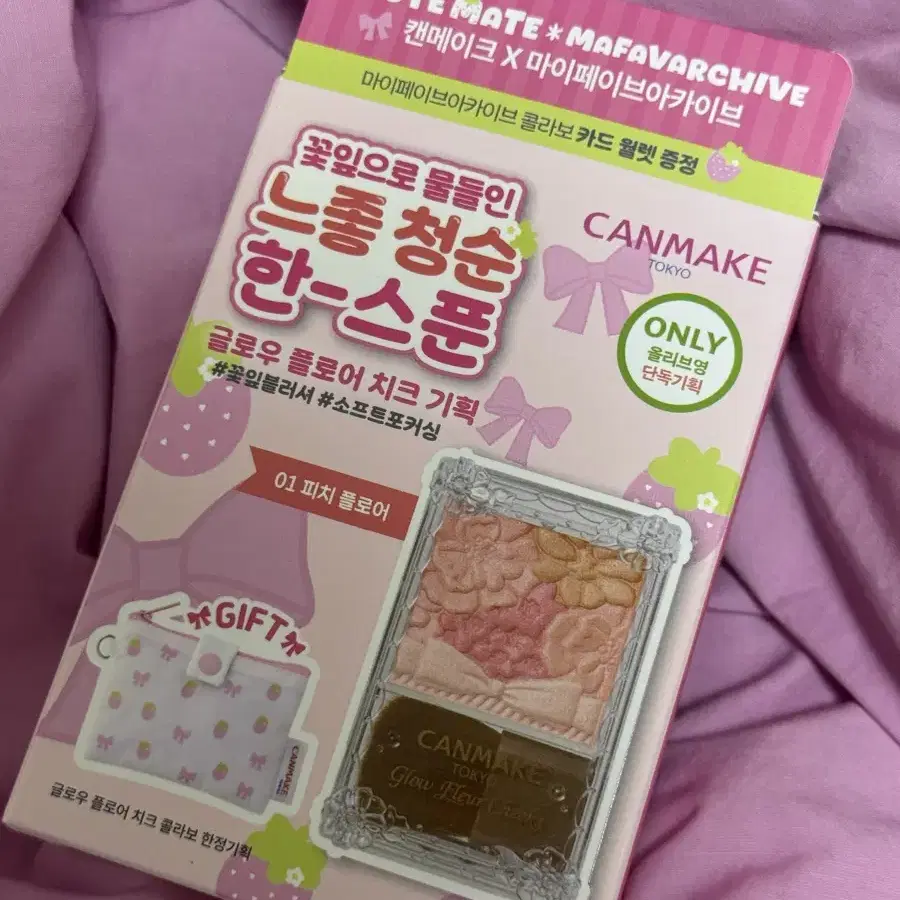 MATE * MAFAVARCHIVE
캔메이크 X 마이페이브아카이브
마이페이브아카이브 콜라보 카드 월렛 증정
꽃잎으로 물들인
느좋 청순
한-스푼
글로우 플로어 치크 기획
#꽃잎블러셔 #소프트포커싱
CANMAKE
TOKYO
ONLY
올리브영
단독기획
01 피치 플로어
GIFT
CANMAKE
글로우 플로어 치크 콜라보 한정기획
CANMAKE
TOKYO
Glow Fleur Cheeks